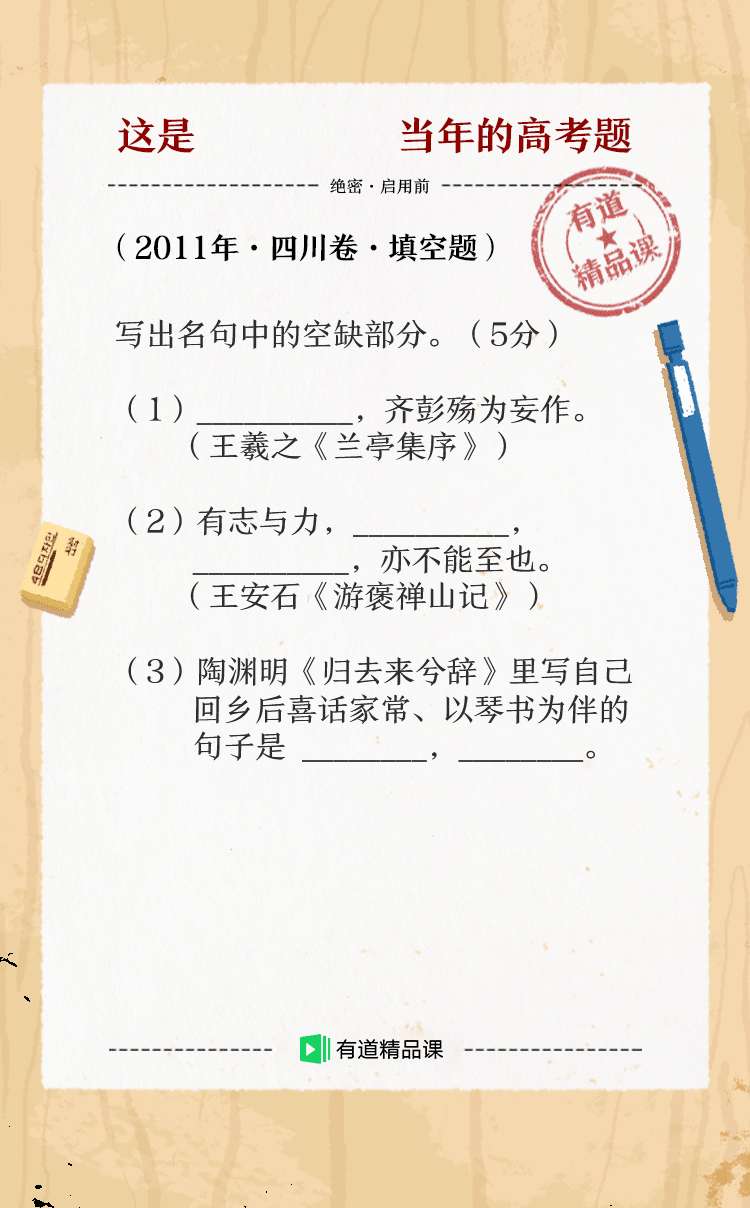 这是 当年的高考题
绝密·启用前
有道
精品课
（2011年·四川卷·填空题）
写出名句中的空缺部分。（5分）
（1）__________，齐彭殇为妄作。
（王羲之《兰亭集序》）
（2）有志与力，__________，
__________，亦不能至也。
（王安石《游褒禅山记》）
（3）陶渊明《归去来兮辞》里写自己
回乡后喜话家常、以琴书为伴的
句子是 ________，________。
有道精品课